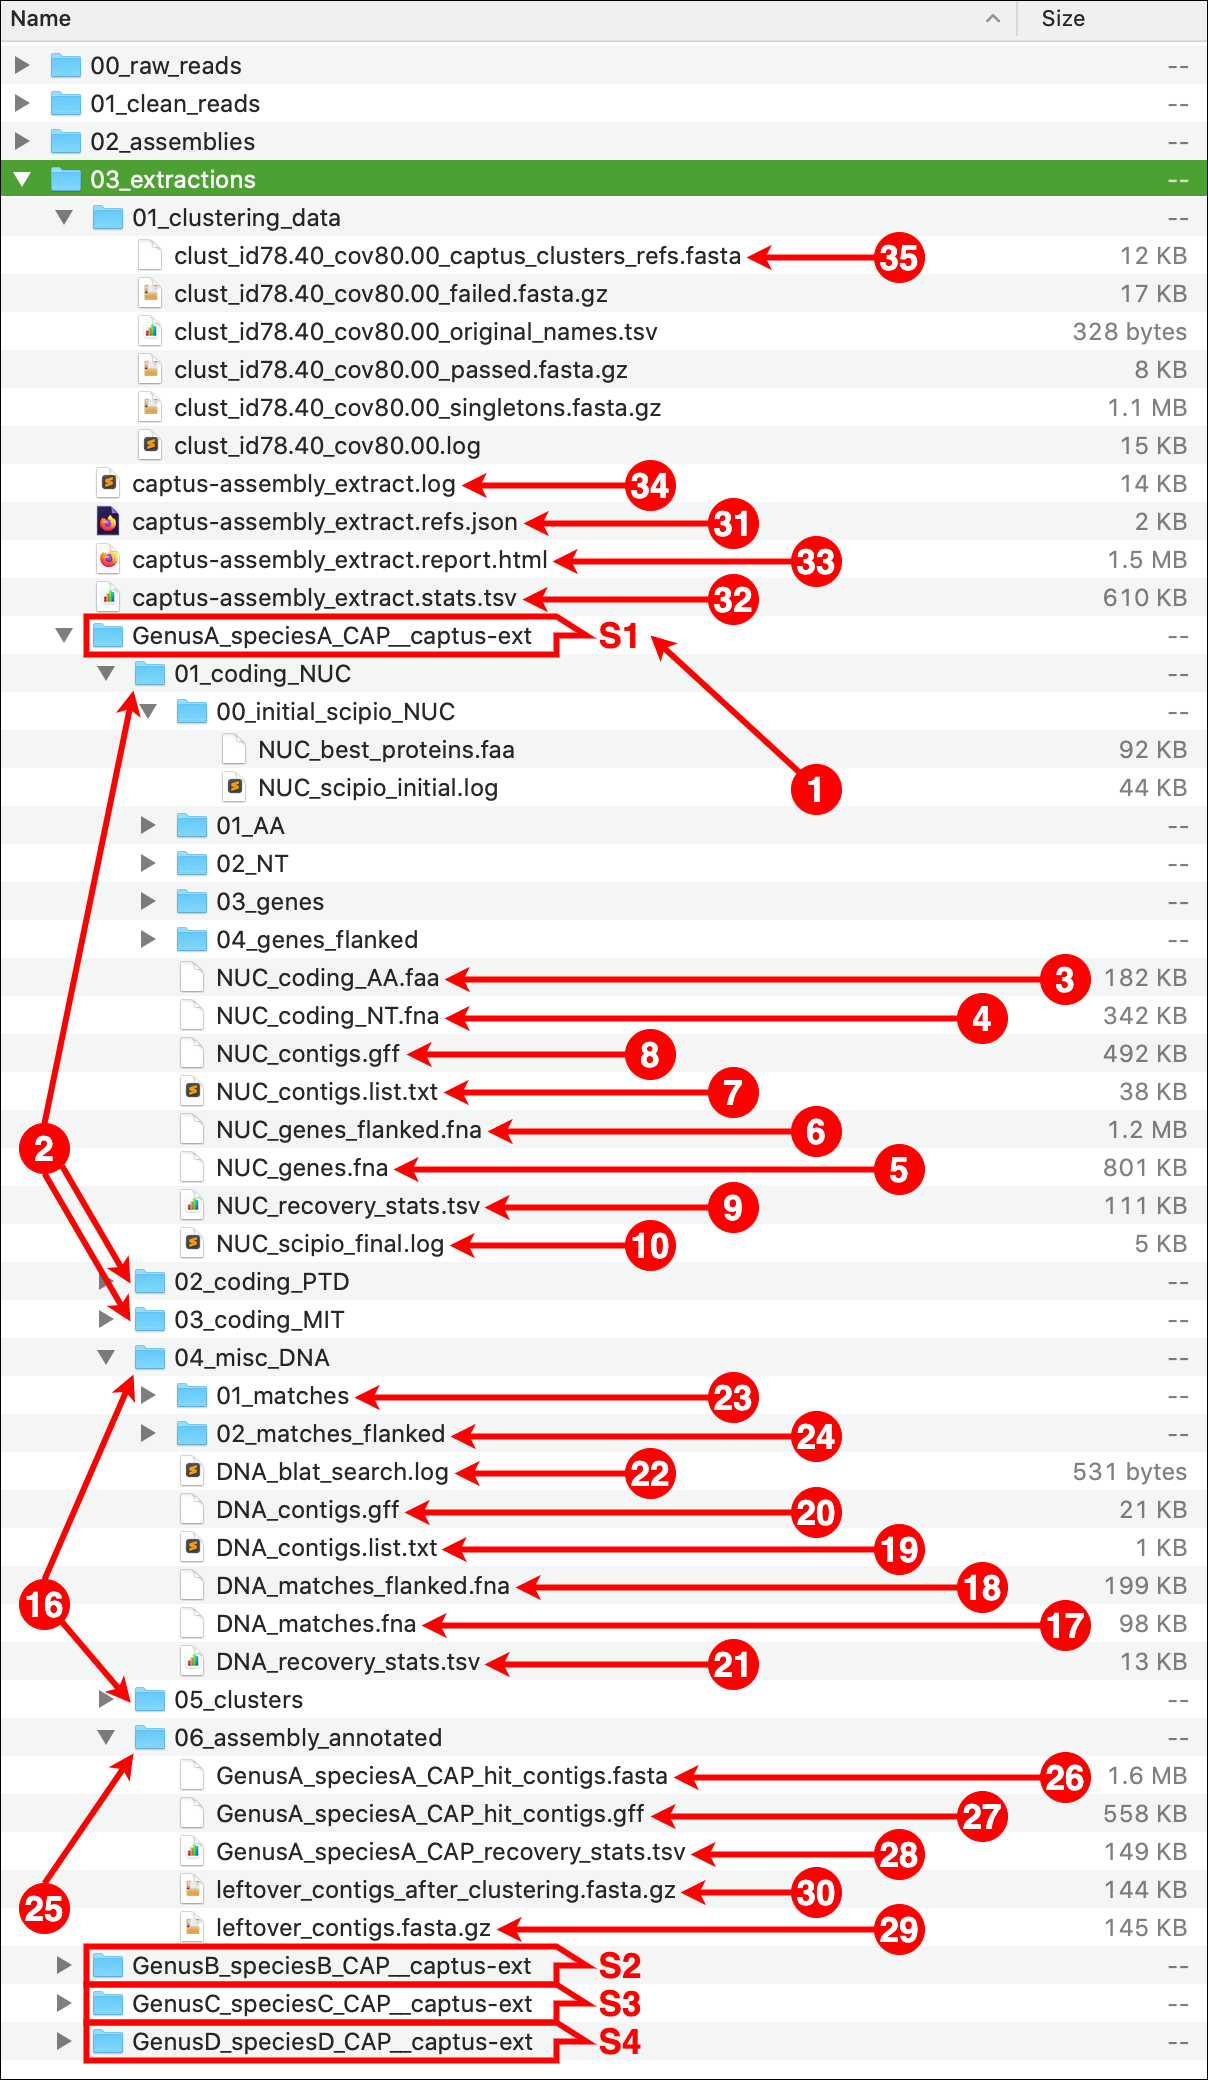 Name Size
00_raw_reads --
01_clean_reads --
02_assemblies --
03_extractions --
01_clustering_data --
clust_id78.40_cov80.00_captus_clusters_refs.fasta 35 12 KB
clust_id78.40_cov80.00_failed.fasta.gz 17 KB
clust_id78.40_cov80.00_original_names.tsv 328 bytes
clust_id78.40_cov80.00_passed.fasta.gz 8 KB
clust_id78.40_cov80.00_singletons.fasta.gz 1.1 MB
clust_id78.40_cov80.00.log 15 KB
captus-assembly_extract.log 34 14 KB
captus-assembly_extract.refs.json 31 2 KB
captus-assembly_extract.report.html 33 1.5 MB
captus-assembly_extract.stats.tsv 32 610 KB
GenusA_speciesA_CAP__captus-ext S1 --
01_coding_NUC --
00_initial_scipio_NUC --
NUC_best_proteins.faa 92 KB
NUC_scipio_initial.log 1 44 KB
01_AA --
02_NT --
03_genes --
04_genes_flanked --
NUC_coding_AA.faa 3 182 KB
NUC_coding_NT.fna 4 342 KB
NUC_contigs.gff 8 492 KB
NUC_contigs.list.txt 7 38 KB
2 NUC_genes_flanked.fna 6 1.2 MB
NUC_genes.fna 5 801 KB
NUC_recovery_stats.tsv 9 111 KB
NUC_scipio_final.log 10 5 KB
02_coding_PTD --
03_coding_MIT --
04_misc_DNA --
01_matches 23 --
02_matches_flanked 24 --
DNA_blat_search.log 22 531 bytes
DNA_contigs.gff 20 21 KB
DNA_contigs.list.txt 19 1 KB
DNA_matches_flanked.fna 18 199 KB
16 DNA_matches.fna 17 98 KB
DNA_recovery_stats.tsv 21 13 KB
05_clusters --
06_assembly_annotated --
GenusA_speciesA_CAP_hit_contigs.fasta 26 1.6 MB
GenusA_speciesA_CAP_hit_contigs.gff 27 558 KB
GenusA_speciesA_CAP_recovery_stats.tsv 28 149 KB
25 leftover_contigs_after_clustering.fasta.gz 30 144 KB
leftover_contigs.fasta.gz 29 145 KB
GenusB_speciesB_CAP__captus-ext S2 --
GenusC_speciesC_CAP__captus-ext S3 --
GenusD_speciesD_CAP__captus-ext S4 --